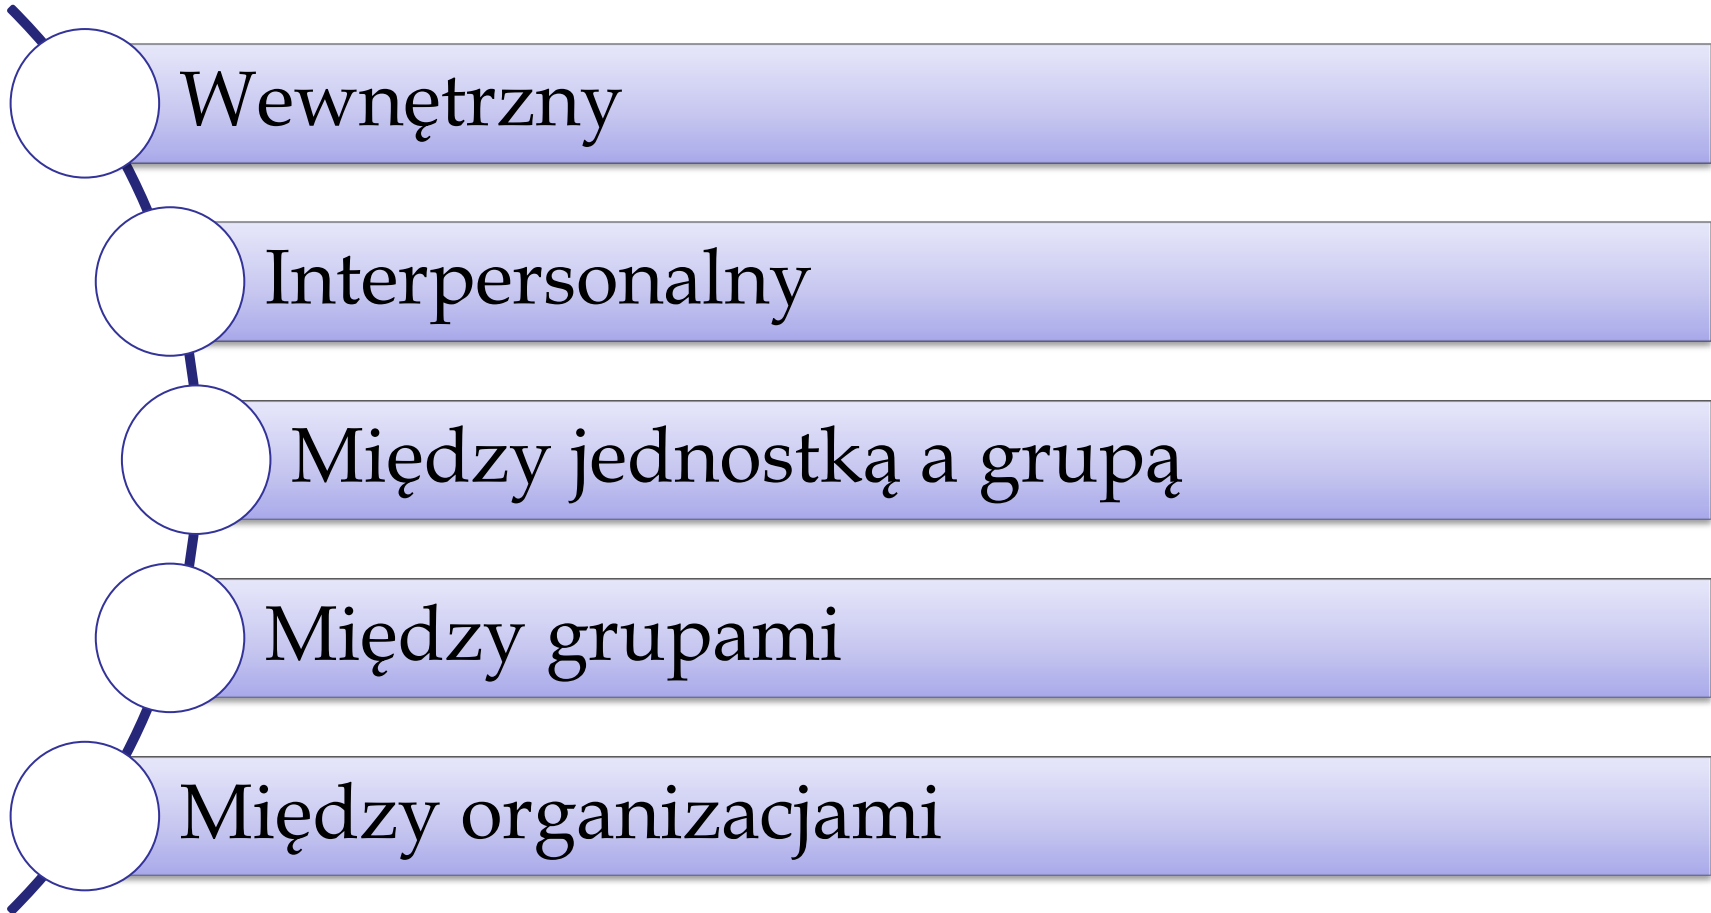 Wewnętrzny
Interpersonalny
Między jednostką a grupą
Między grupami
Między organizacjami